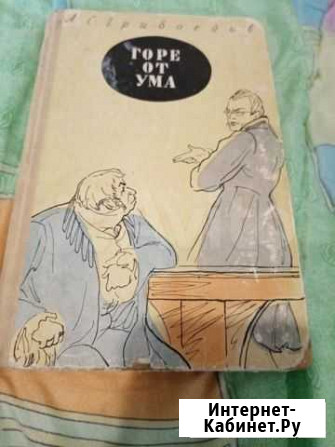 А.С.Грибоедов
ГОРЕ
ОТ
УМА
Интернет-
Кабинет.Ру